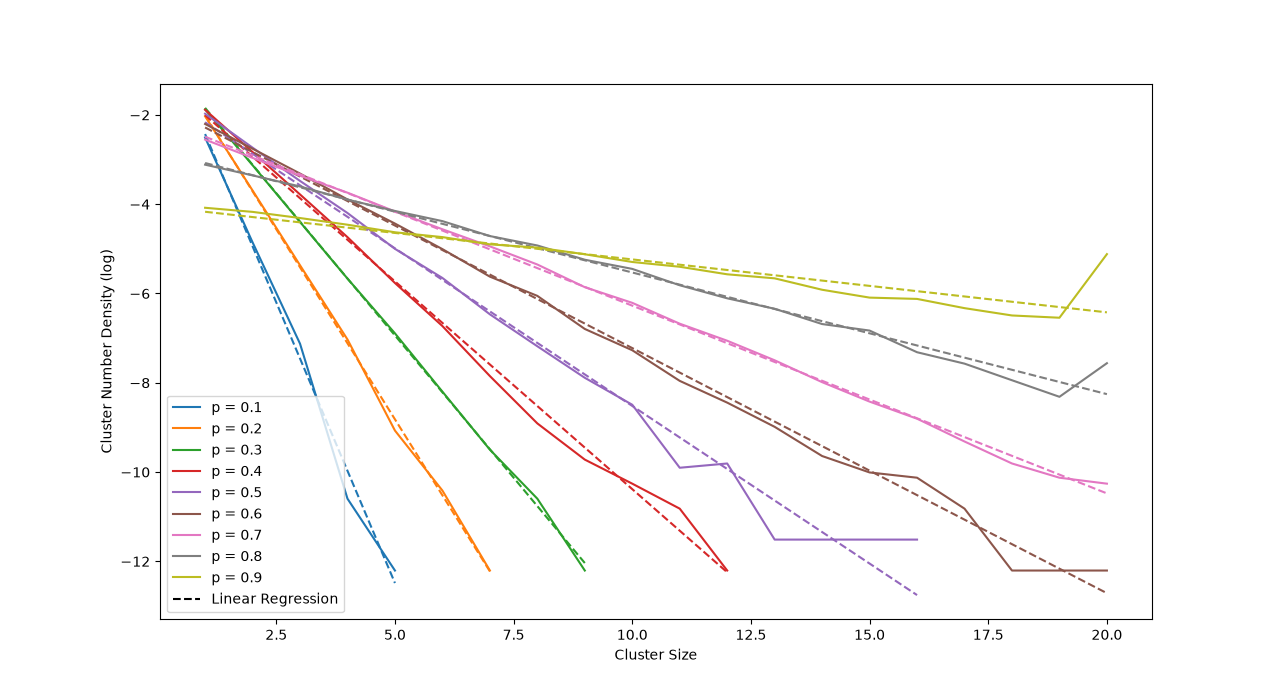 Cluster Number Density (log)
−2
−4
−6
−8
−10
−12
p = 0.1
p = 0.2
p = 0.3
p = 0.4
p = 0.5
p = 0.6
p = 0.7
p = 0.8
p = 0.9
Linear Regression
2.5 5.0 7.5 10.0 12.5 15.0 17.5 20.0
Cluster Size